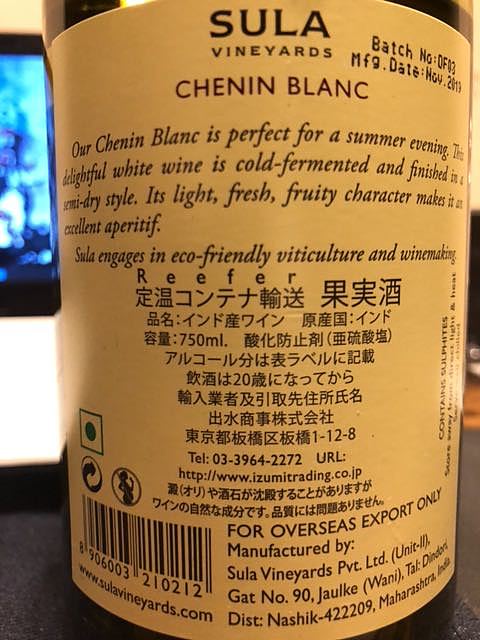 SULA
VINEYARDS
Batch No:OF03
Mfg.Date:Nov.2019
CHENIN BLANC
Our Chenin Blanc is perfect for a summer evening. This
delightful white wine is cold-fermented and finished in a
semi-dry style. Its light, fresh, fruity character makes it an
excellent aperitif.
Sula engages in eco-friendly viticulture and winemaking.
Reefer
定温コンテナ輸送 果実酒
品名:インド産ワイン 原産国:インド
容量:750ml. 酸化防止剤(亜硫酸塩)
アルコール分は表ラベルに記載
飲酒は20歳になってから
輸入業者及引取先住所氏名
出水商事株式会社
東京都板橋区板橋1-12-8
Tel: 03-3964-2272 URL:
http://www.izumitrading.co.jp
澱(オリ)や酒石が沈殿することがありますが
ワインの自然な成分です。品質には問題ありません。
CONTAINS SULPHITES
Store away from direct light & heat
FOR OVERSEAS EXPORT ONLY
Manufactured by:
Sula Vineyards Pvt. Ltd. (Unit-II),
Gat No. 90, Jaulke (Wani), Tal: Dindori,
Dist: Nashik-422209, Maharashtra, India.
8 906003 210212
www.sulavineyards.com